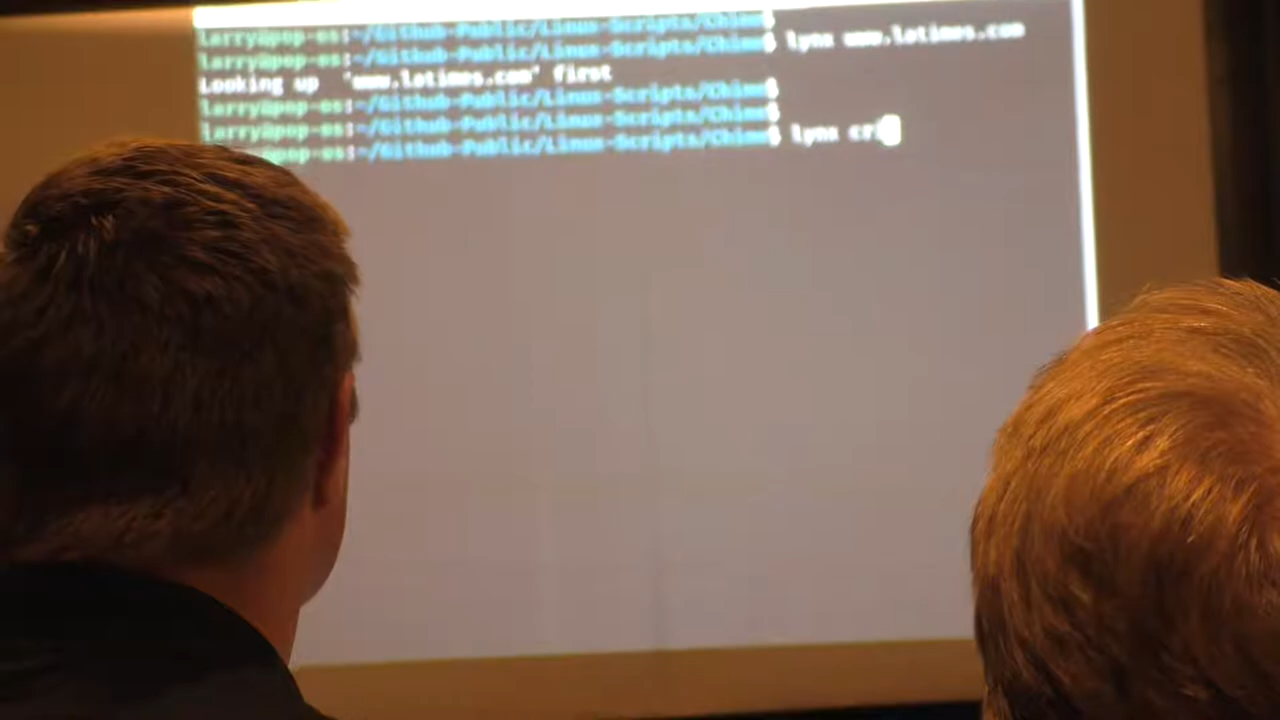 larry@pop-os:~/Github-Public/Linux-Scripts/Chime$
larry@pop-os:~/Github-Public/Linux-Scripts/Chime$ lynx www.latimes.com
Looking up 'www.latimes.com' first
larry@pop-os:~/Github-Public/Linux-Scripts/Chime$
larry@pop-os:~/Github-Public/Linux-Scripts/Chime$
larry@pop-os:~/Github-Public/Linux-Scripts/Chime$ lynx cri